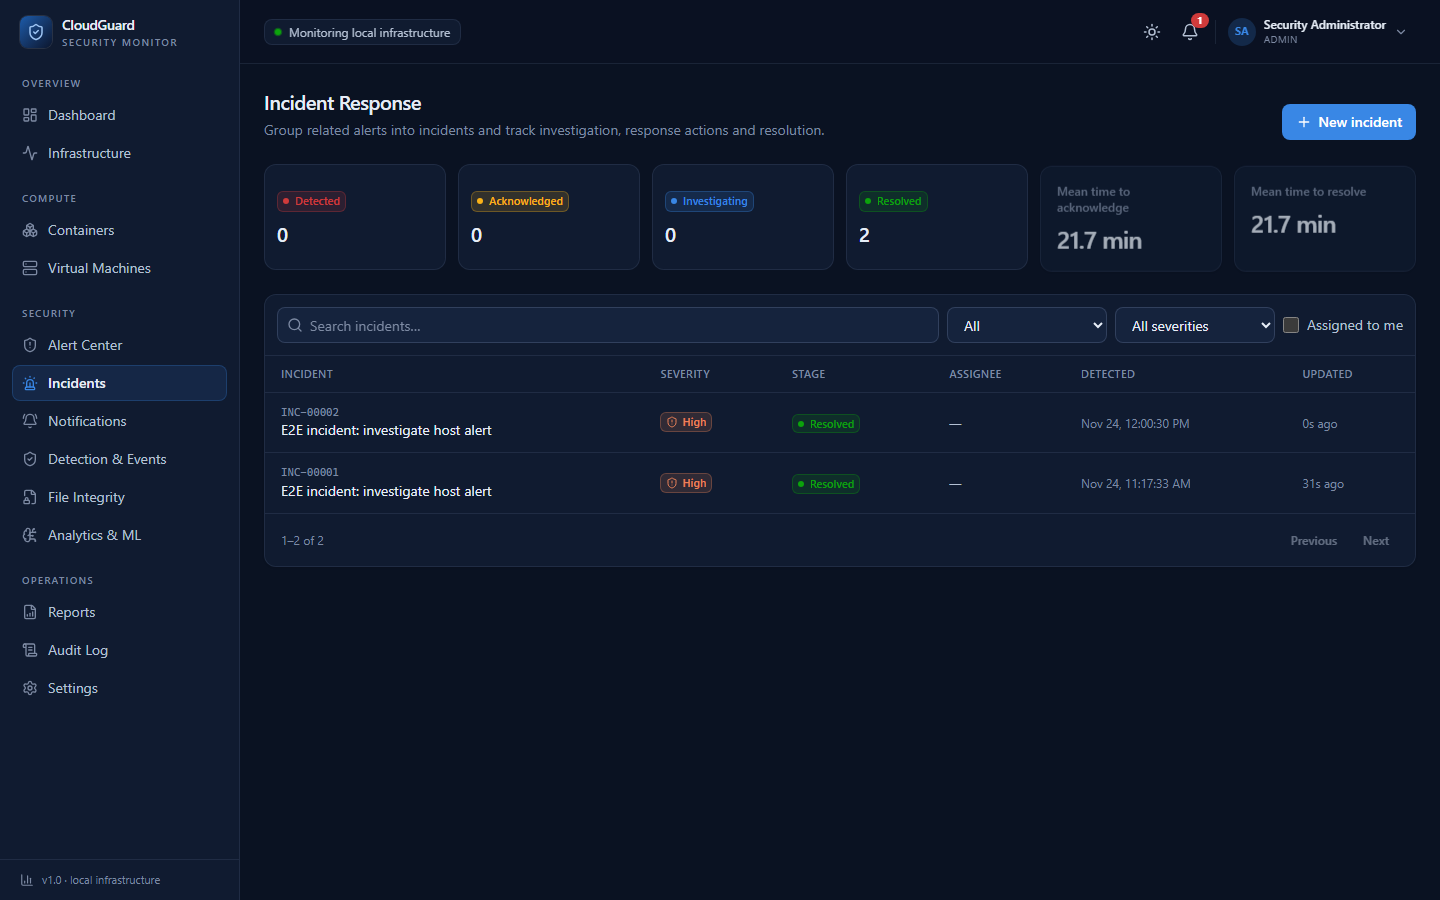 CloudGuard
SECURITY MONITOR
Monitoring local infrastructure
1
SA
Security Administrator
ADMIN
OVERVIEW
Dashboard
Infrastructure
COMPUTE
Containers
Virtual Machines
SECURITY
Alert Center
Incidents
Notifications
Detection & Events
File Integrity
Analytics & ML
OPERATIONS
Reports
Audit Log
Settings
v1.0 · local infrastructure
Incident Response
Group related alerts into incidents and track investigation, response actions and resolution.
New incident
Detected
0
Acknowledged
0
Investigating
0
Resolved
2
Mean time to
acknowledge
21.7 min
Mean time to resolve
21.7 min
Search incidents...
All
All severities
Assigned to me
INCIDENT SEVERITY STAGE ASSIGNEE DETECTED UPDATED
INC-00002
E2E incident: investigate host alert High Resolved — Nov 24, 12:00:30 PM 0s ago
INC-00001
E2E incident: investigate host alert High Resolved — Nov 24, 11:17:33 AM 31s ago
1–2 of 2
Previous Next